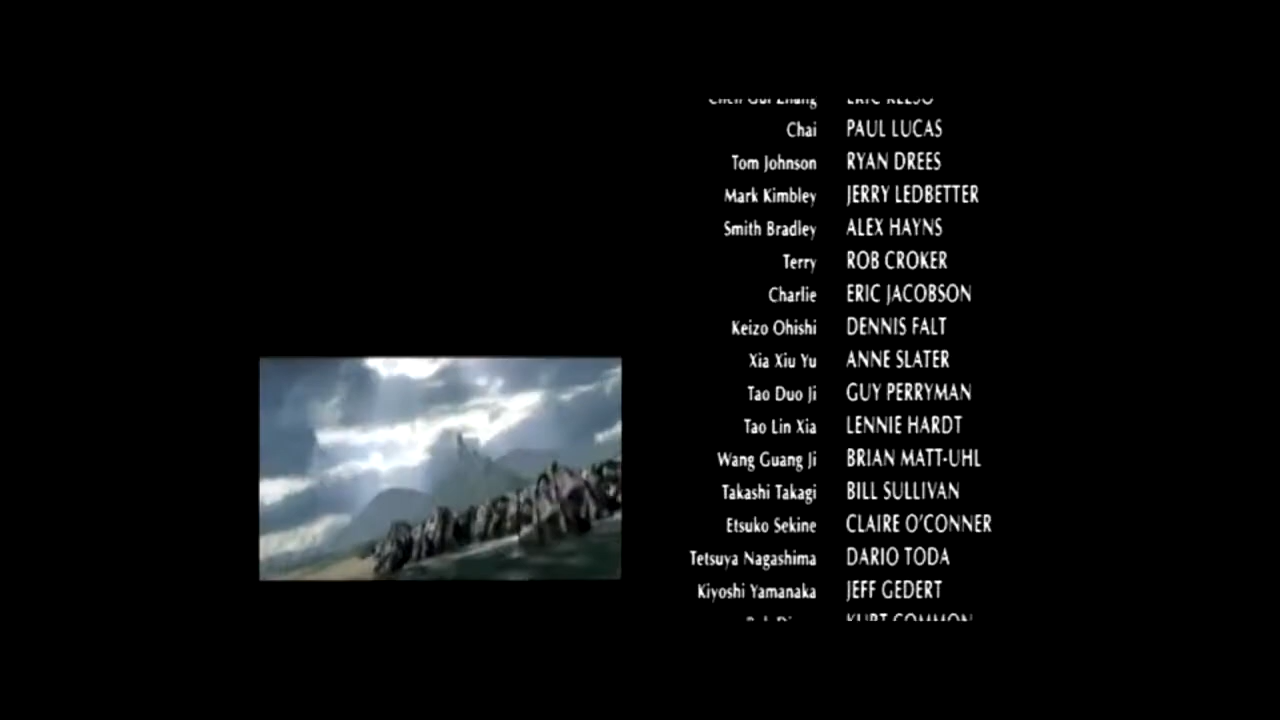 Chai PAUL LUCAS
Tom Johnson RYAN DREES
Mark Kimbley JERRY LEDBETTER
Smith Bradley ALEX HAYNS
Terry ROB CROKER
Charlie ERIC JACOBSON
Keizo Ohishi DENNIS FALT
Xia Xiu Yu ANNE SLATER
Tao Duo Ji GUY PERRYMAN
Tao Lin Xia LENNIE HARDT
Wang Guang Ji BRIAN MATT-UHL
Takashi Takagi BILL SULLIVAN
Etsuko Sekine CLAIRE O'CONNER
Tetsuya Nagashima DARIO TODA
Kiyoshi Yamanaka JEFF GEDERT